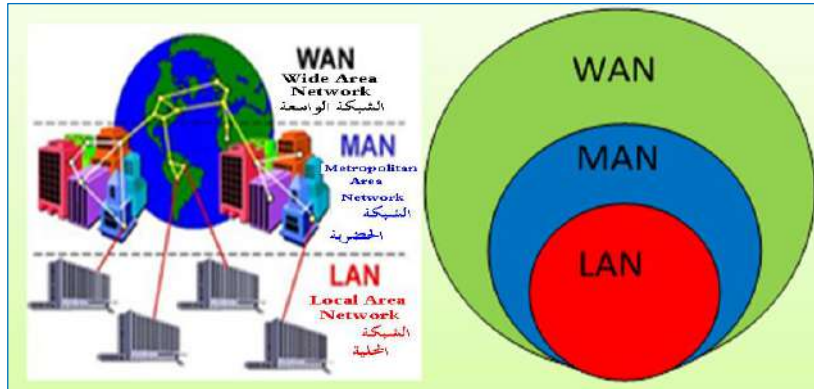 WAN
Wide Area
Network
الشبكة الواسعة
MAN
Metropolitan
Area
Network
الشبكة
الحضرية
LAN
Local Area
Network
الشبكة
المحلية
WAN
MAN
LAN